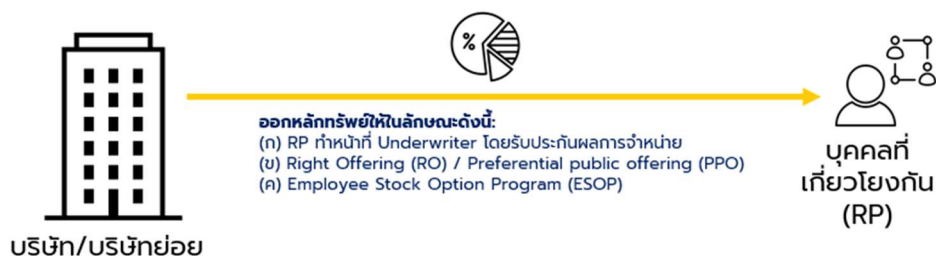 %
ออกหลักทรัพย์ให้ในลักษณะดังนี้:
(ก) RP ทำหน้าที่ Underwriter โดยรับประกันผลการจำหน่าย
(ข) Right Offering (RO) / Preferential public offering (PPO)
(ค) Employee Stock Option Program (ESOP)
บุคคลที่
เกี่ยวโยงกัน
(RP)
บริษัท/บริษัทย่อย